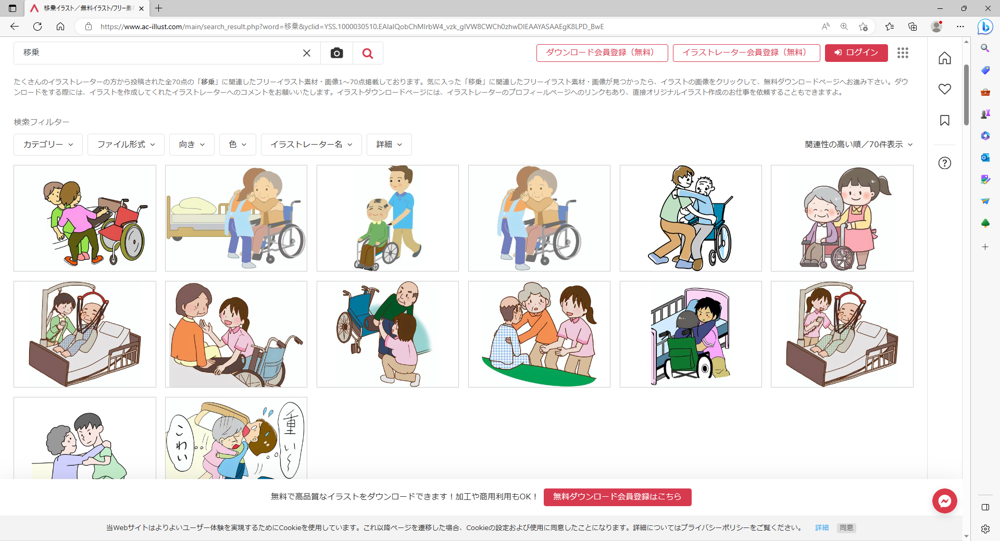 移乗イラスト／無料イラスト/フリー素材
https://www.ac-illust.com/main/search_result.php?word=移乗&yclid=YSS.1000030510.EAIaIQobChMIrbW4_vzk_gIVW8CWCh0zhwDIEAAYASAAEgK8LPD_BwE
移乗
ダウンロード会員登録（無料）
イラストレーター会員登録（無料）
ログイン
たくさんのイラストレーターの方から投稿された全70点の「移乗」に関連したフリーイラスト素材・画像1〜70点掲載しております。気に入った「移乗」に関連したフリーイラスト素材・画像が見つかったら、イラストの画像をクリックして、無料ダウンロードページへお進み下さい。ダ
ウンロードをする際には、イラストを作成してくれたイラストレーターへのコメントをお願いいたします。イラストダウンロードページには、イラストレーターのプロフィールページへのリンクもあり、直接オリジナルイラスト作成のお仕事を依頼することもできますよ。
検索フィルター
カテゴリー
ファイル形式
向き
色
イラストレーター名
詳細
関連性の高い順／70件表示
こわい
重い〜
無料で高品質なイラストをダウンロードできます！加工や商用利用もOK！
無料ダウンロード会員登録はこちら
当Webサイトはよりよいユーザー体験を実現するためにCookieを使用しています。これ以降ページを遷移した場合、Cookieの設定および使用に同意したことになります。詳細についてはプライバシーポリシーをご覧ください。
詳細
同意